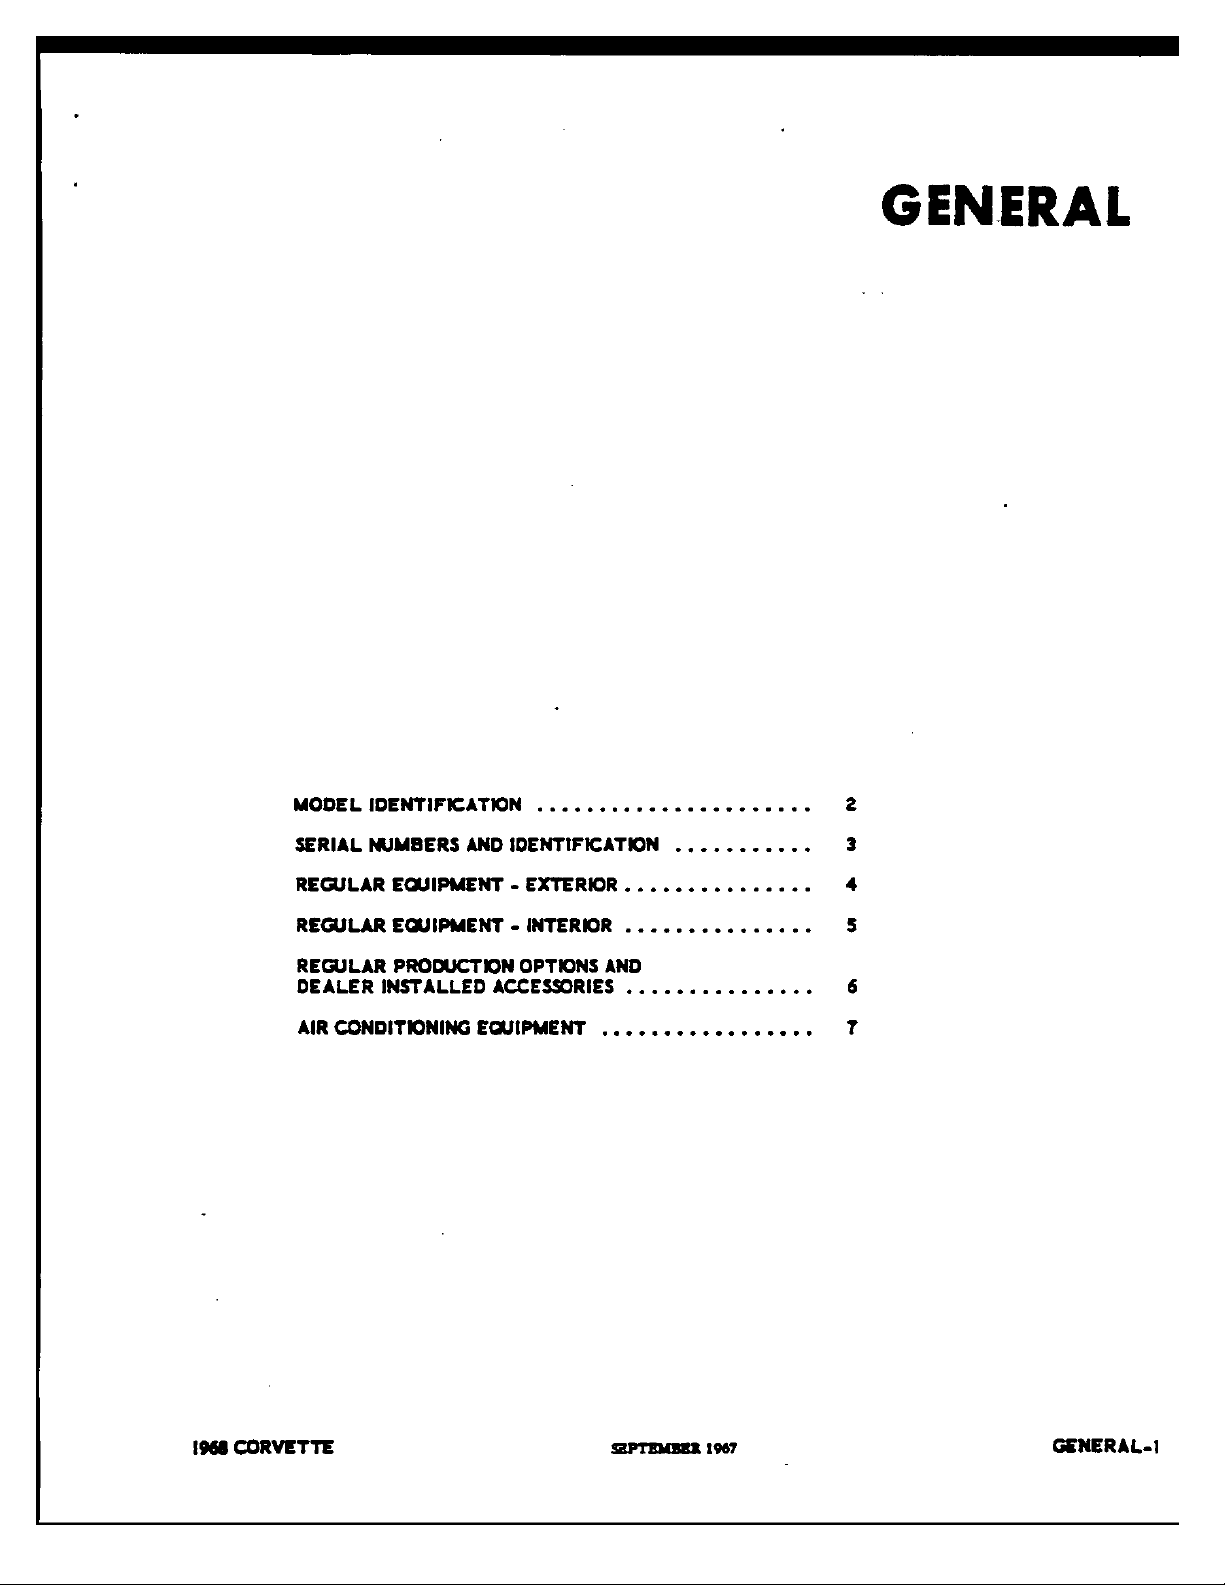 GENERAL
MODEL IDENTIFICATION ...................... 2
SERIAL NUMBERS AND IDENTIFICATION ........... 3
REGULAR EQUIPMENT - EXTERIOR ............... 4
REGULAR EQUIPMENT - INTERIOR ............... 5
REGULAR PRODUCTION OPTIONS AND
DEALER INSTALLED ACCESSORIES ............... 6
AIR CONDITIONING EQUIPMENT ................. 7
1968 CORVETTE SEPTEMBER 1967 GENERAL-1